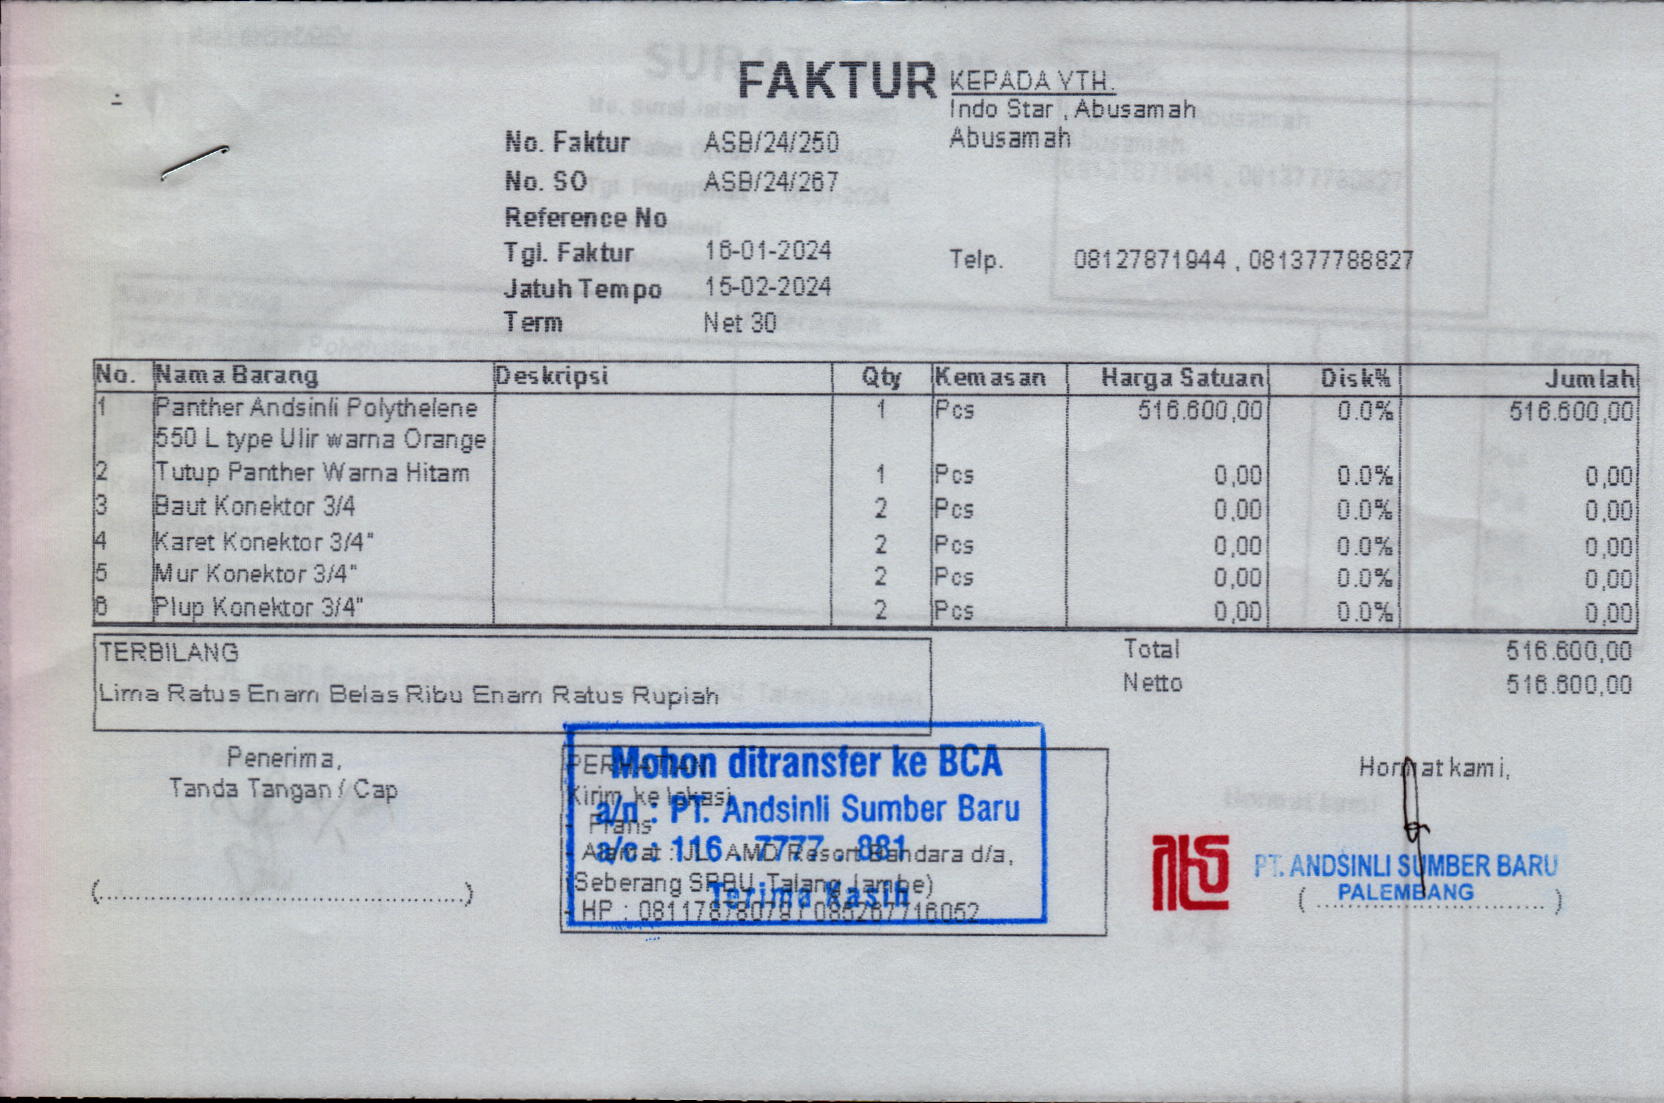 FAKTUR
KEPADA YTH.
Indo Star , Abusamah
Abusamah
No. Faktur ASB/24/250
No. SO ASB/24/267
Reference No
Tgl. Faktur 16-01-2024
Jatuh Tempo 15-02-2024
Term Net 30
Telp. 08127871944 , 081377788827
No. Nama Barang Deskripsi Qty Kemasan Harga Satuan Disk% Jumlah
1 Panther Andsinli Polythelene 1 Pcs 516.600,00 0.0% 516.600,00
550 L type Ulir warna Orange
2 Tutup Panther Warna Hitam 1 Pcs 0,00 0.0% 0,00
3 Baut Konektor 3/4 2 Pcs 0,00 0.0% 0,00
4 Karet Konektor 3/4" 2 Pcs 0,00 0.0% 0,00
5 Mur Konektor 3/4" 2 Pcs 0,00 0.0% 0,00
6 Plup Konektor 3/4" 2 Pcs 0,00 0.0% 0,00
TERBILANG
Lima Ratus Enam Belas Ribu Enam Ratus Rupiah
Total 516.600,00
Netto 516.600,00
Penerima,
Tanda Tangan / Cap
(..................................................)
Kirim ke lokasi
- Frans
- Alamat : JL. AMD Resort Bandara d/a,
(Seberang SPBU Talang Jambe)
- HP :
Mohon ditransfer ke BCA
a/n : PT. Andsinli Sumber Baru
a/c : 116 . 7777 . 881
Terima Kasih
Hormat kami,
PT. ANDSINLI SUMBER BARU
PALEMBANG
(................................)